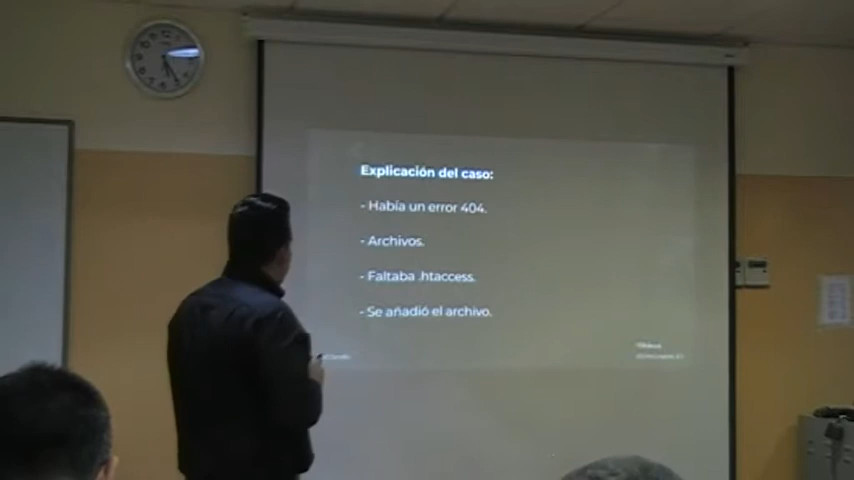 Explicación del caso:
- Había un error 404.
- Archivos.
- Faltaba .htaccess.
- Se añadió el archivo.